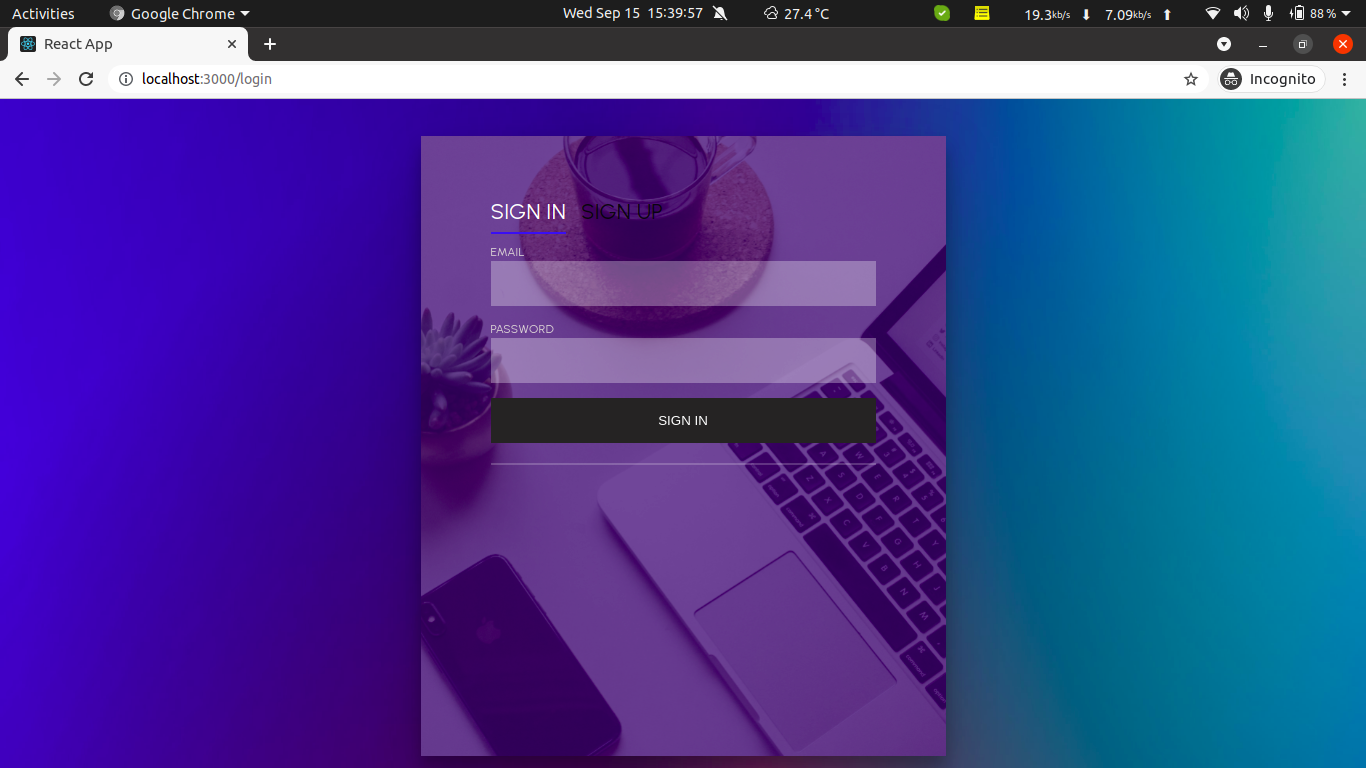 Activities Google Chrome Wed Sep 15 15:39:57 27.4 °C 19.3kb/s 7.09kb/s 88 %
React App
localhost:3000/login Incognito
SIGN IN SIGN UP
EMAIL
PASSWORD
SIGN IN